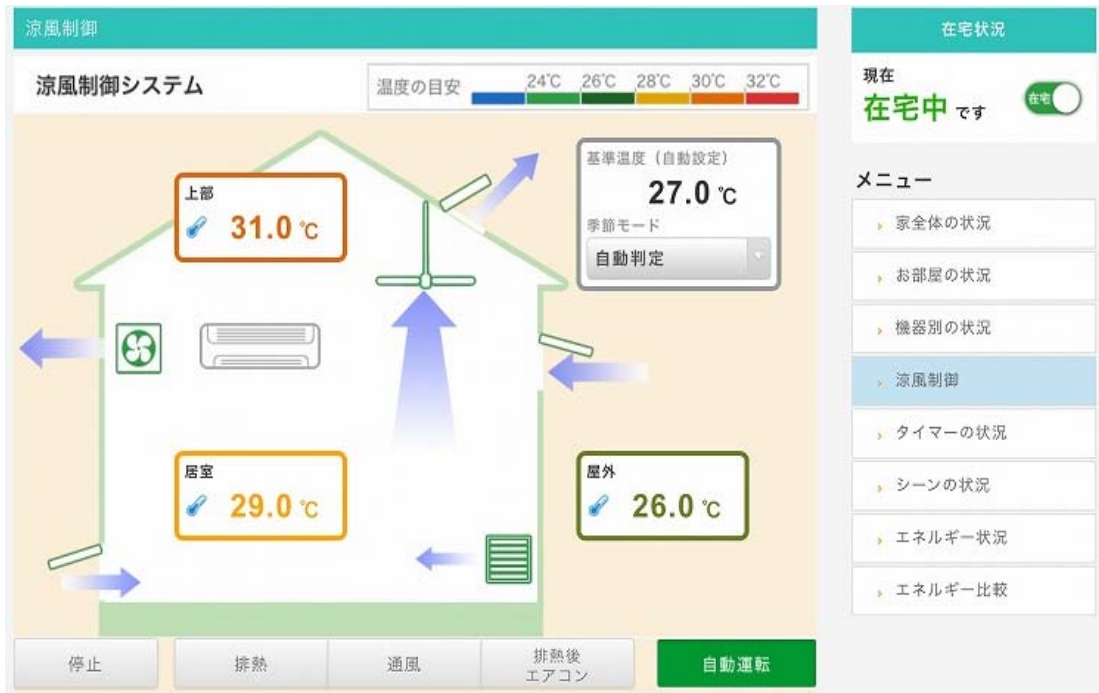 涼風制御
涼風制御システム
温度の目安
24℃ 26℃ 28℃ 30℃ 32℃
上部
31.0 ℃
基準温度（自動設定）
27.0 ℃
季節モード
自動判定
居室
29.0 ℃
屋外
26.0 ℃
停止
排熱
通風
排熱後
エアコン
自動運転
在宅状況
現在
在宅中 です
在宅
メニュー
家全体の状況
お部屋の状況
機器別の状況
涼風制御
タイマーの状況
シーンの状況
エネルギー状況
エネルギー比較